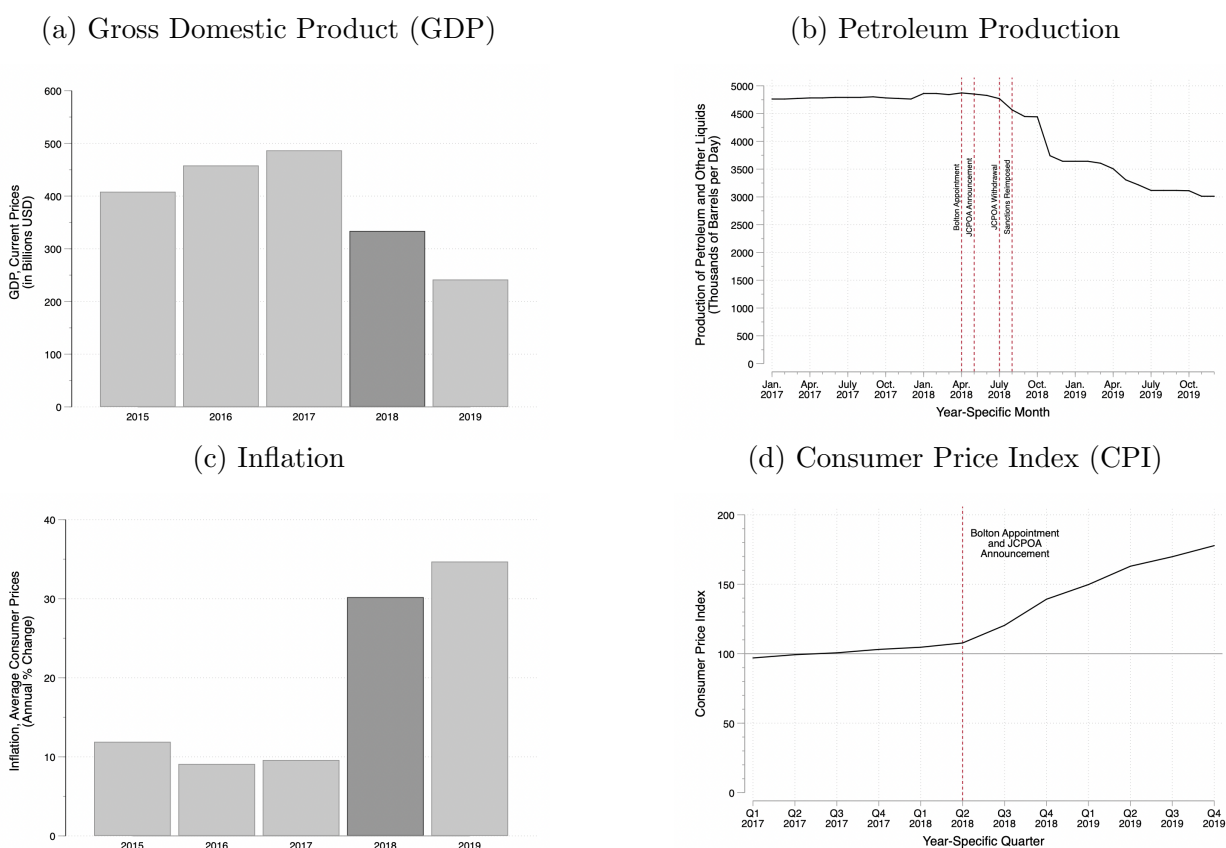 (a) Gross Domestic Product (GDP)
GDP, Current Prices
(in Billions USD)
600
500
400
300
200
100
0
2015 2016 2017 2018 2019
(b) Petroleum Production
Production of Petroleum and Other Liquids
(Thousands of Barrels per Day)
5000
4500
4000
3500
3000
2500
2000
1500
1000
500
0
Bolton Appointment
JCPOA Announcement
JCPOA Withdrawal
Sanctions Reimposed
Jan. Apr. July Oct. Jan. Apr. July Oct. Jan. Apr. July Oct.
2017 2017 2017 2017 2018 2018 2018 2018 2019 2019 2019 2019
Year-Specific Month
(c) Inflation
Inflation, Average Consumer Prices
(Annual % Change)
40
30
20
10
0
2015 2016 2017 2018 2019
(d) Consumer Price Index (CPI)
Consumer Price Index
200
150
100
50
0
Bolton Appointment
and JCPOA
Announcement
Q1 Q2 Q3 Q4 Q1 Q2 Q3 Q4 Q1 Q2 Q3 Q4
2017 2017 2017 2017 2018 2018 2018 2018 2019 2019 2019 2019
Year-Specific Quarter